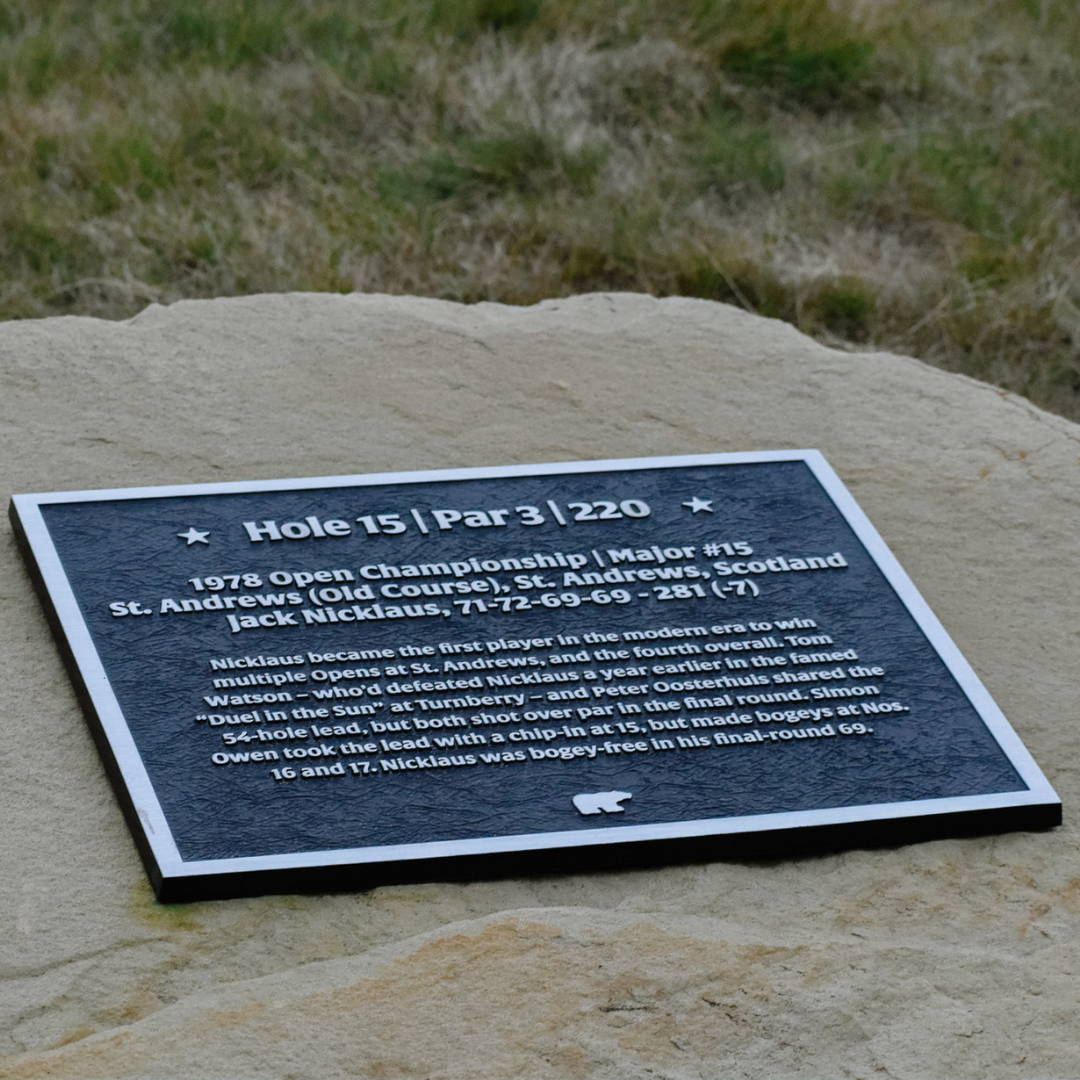 Hole 15 | Par 3 | 220
1978 Open Championship | Major #15
St. Andrews (Old Course), St. Andrews, Scotland
Jack Nicklaus, 71-72-69-69 - 281 (-7)
Nicklaus became the first player in the modern era to win
multiple Opens at St. Andrews, and the fourth overall. Tom
Watson – who'd defeated Nicklaus a year earlier in the famed
“Duel in the Sun” at Turnberry – and Peter Oosterhuis shared the
54-hole lead, but both shot over par in the final round. Simon
Owen took the lead with a chip-in at 15, but made bogeys at Nos.
16 and 17. Nicklaus was bogey-free in his final-round 69.